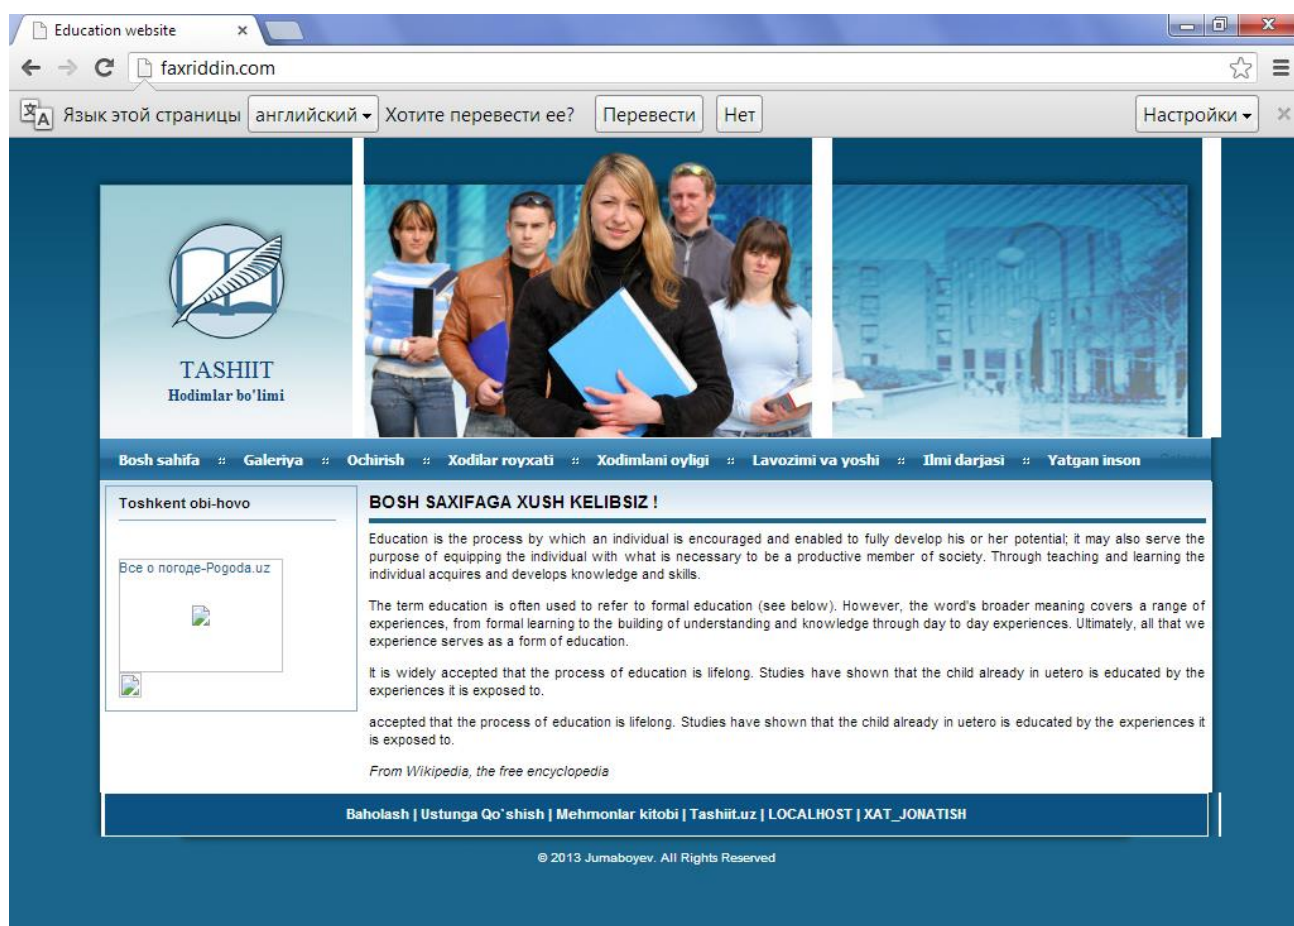 Education website
faxriddin.com
Язык этой страницы английский Хотите перевести ее? Перевести Нет Настройки
TASHIIT
Hodimlar bo'limi
Bosh sahifa :: Galeriya :: Ochirish :: Xodilar royxati :: Xodimlani oyligi :: Lavozimi va yoshi :: Ilmi darjasi :: Yatgan inson
Toshkent obi-hovo
Все о погоде-Pogoda.uz
BOSH SAXIFAGA XUSH KELIBSIZ !
Education is the process by which an individual is encouraged and enabled to fully develop his or her potential; it may also serve the
purpose of equipping the individual with what is necessary to be a productive member of society. Through teaching and learning the
individual acquires and develops knowledge and skills.
The term education is often used to refer to formal education (see below). However, the word's broader meaning covers a range of
experiences, from formal learning to the building of understanding and knowledge through day to day experiences. Ultimately, all that we
experience serves as a form of education.
It is widely accepted that the process of education is lifelong. Studies have shown that the child already in uetero is educated by the
experiences it is exposed to.
accepted that the process of education is lifelong. Studies have shown that the child already in uetero is educated by the experiences it
is exposed to.
From Wikipedia, the free encyclopedia
Baholash | Ustunga Qo`shish | Mehmonlar kitobi | Tashiit.uz | LOCALHOST | XAT_JONATISH
© 2013 Jumaboyev. All Rights Reserved